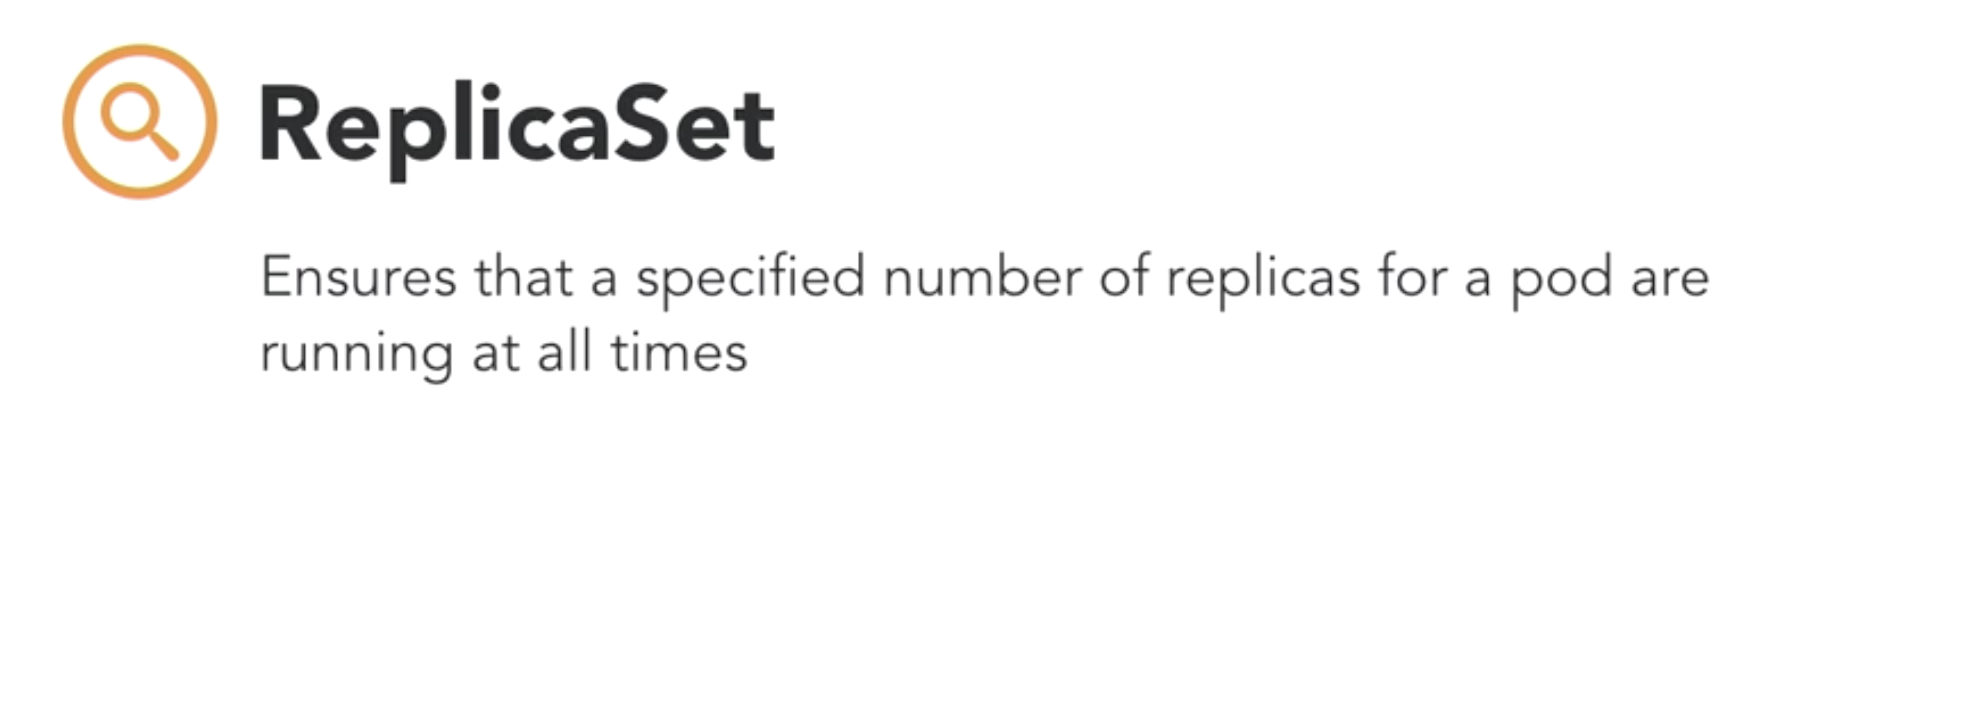 ReplicaSet
Ensures that a specified number of replicas for a pod are
running at all times